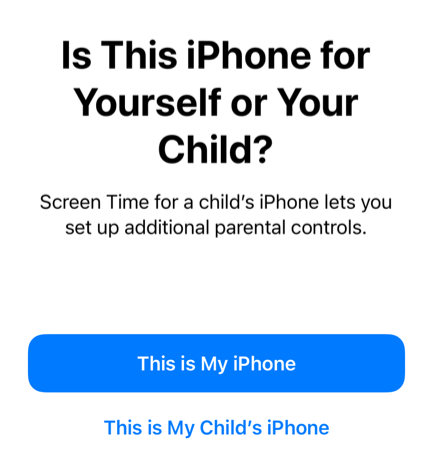 Is This iPhone for
Yourself or Your
Child?
Screen Time for a child’s iPhone lets you
set up additional parental controls.
This is My iPhone
This is My Child’s iPhone